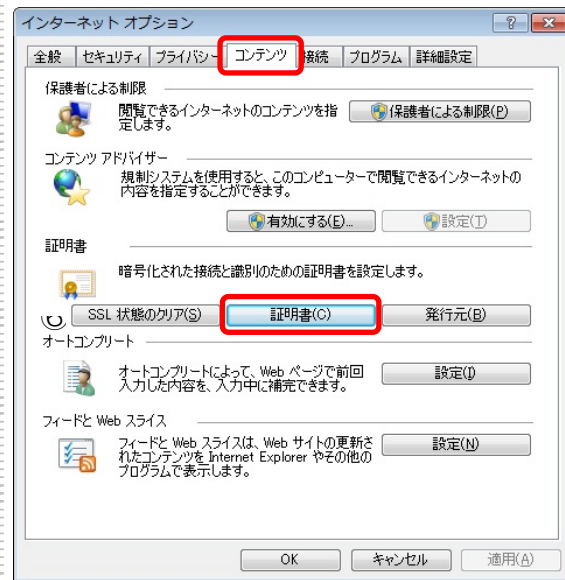 インターネット オプション
全般 セキュリティ プライバシー コンテンツ 接続 プログラム 詳細設定
保護者による制限
閲覧できるインターネットのコンテンツを指
定します。
保護者による制限(P)
コンテンツ アドバイザー
規制システムを使用すると、このコンピューターで閲覧できるインターネットの
内容を指定することができます。
有効にする(E)... 設定(T)
証明書
暗号化された接続と識別のための証明書を設定します。
SSL 状態のクリア(S) 証明書(C) 発行元(B)
オートコンプリート
オートコンプリートによって、Web ページで前回
入力した内容を、入力中に補完できます。
設定(I)
フィードと Web スライス
フィードと Web スライスは、Web サイトの更新さ
れたコンテンツを Internet Explorer やその他の
プログラムで表示します。
設定(N)
OK キャンセル 適用(A)